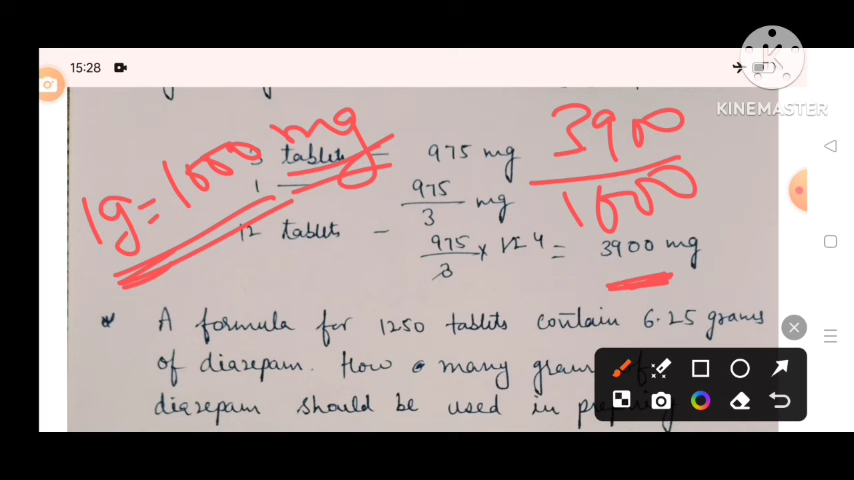 15:28
KINEMASTER
1g = 1000 mg
3900
1000
3 tablets - 975 mg
1 — 975/3 mg
12 tablets - 975/3 x 12 4 = 3900 mg
* A formula for 1250 tablets contain 6.25 grams
of diazepam. How many grams of
diazepam should be used in preparing